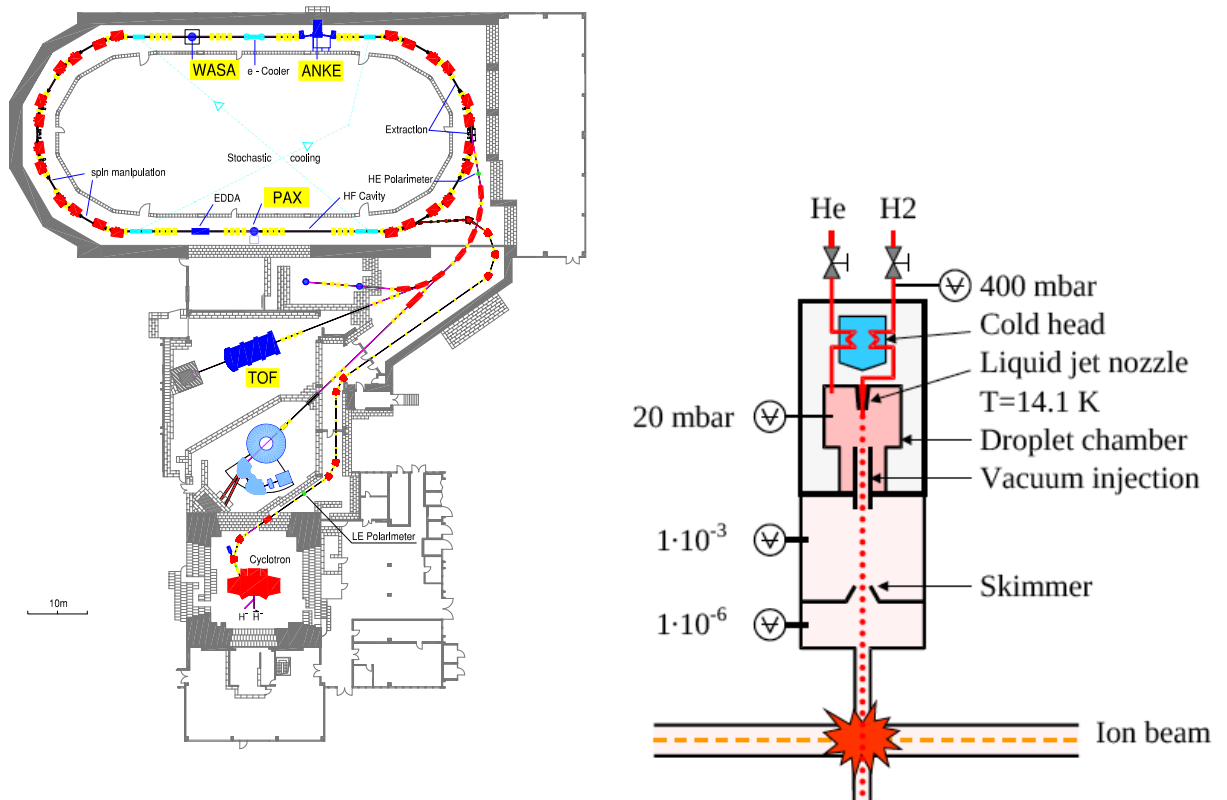 WASA
e - Cooler
ANKE
Extraction
Stochastic cooling
HE Polarimeter
spIn manIpulation
EDDA
PAX
HF Cavity
TOF
LE PolarImeter
Cyclotron
10m
H⁻ H⁻
He
H2
400 mbar
Cold head
Liquid jet nozzle
T=14.1 K
20 mbar
Droplet chamber
Vacuum injection
1·10⁻³
Skimmer
1·10⁻⁶
Ion beam